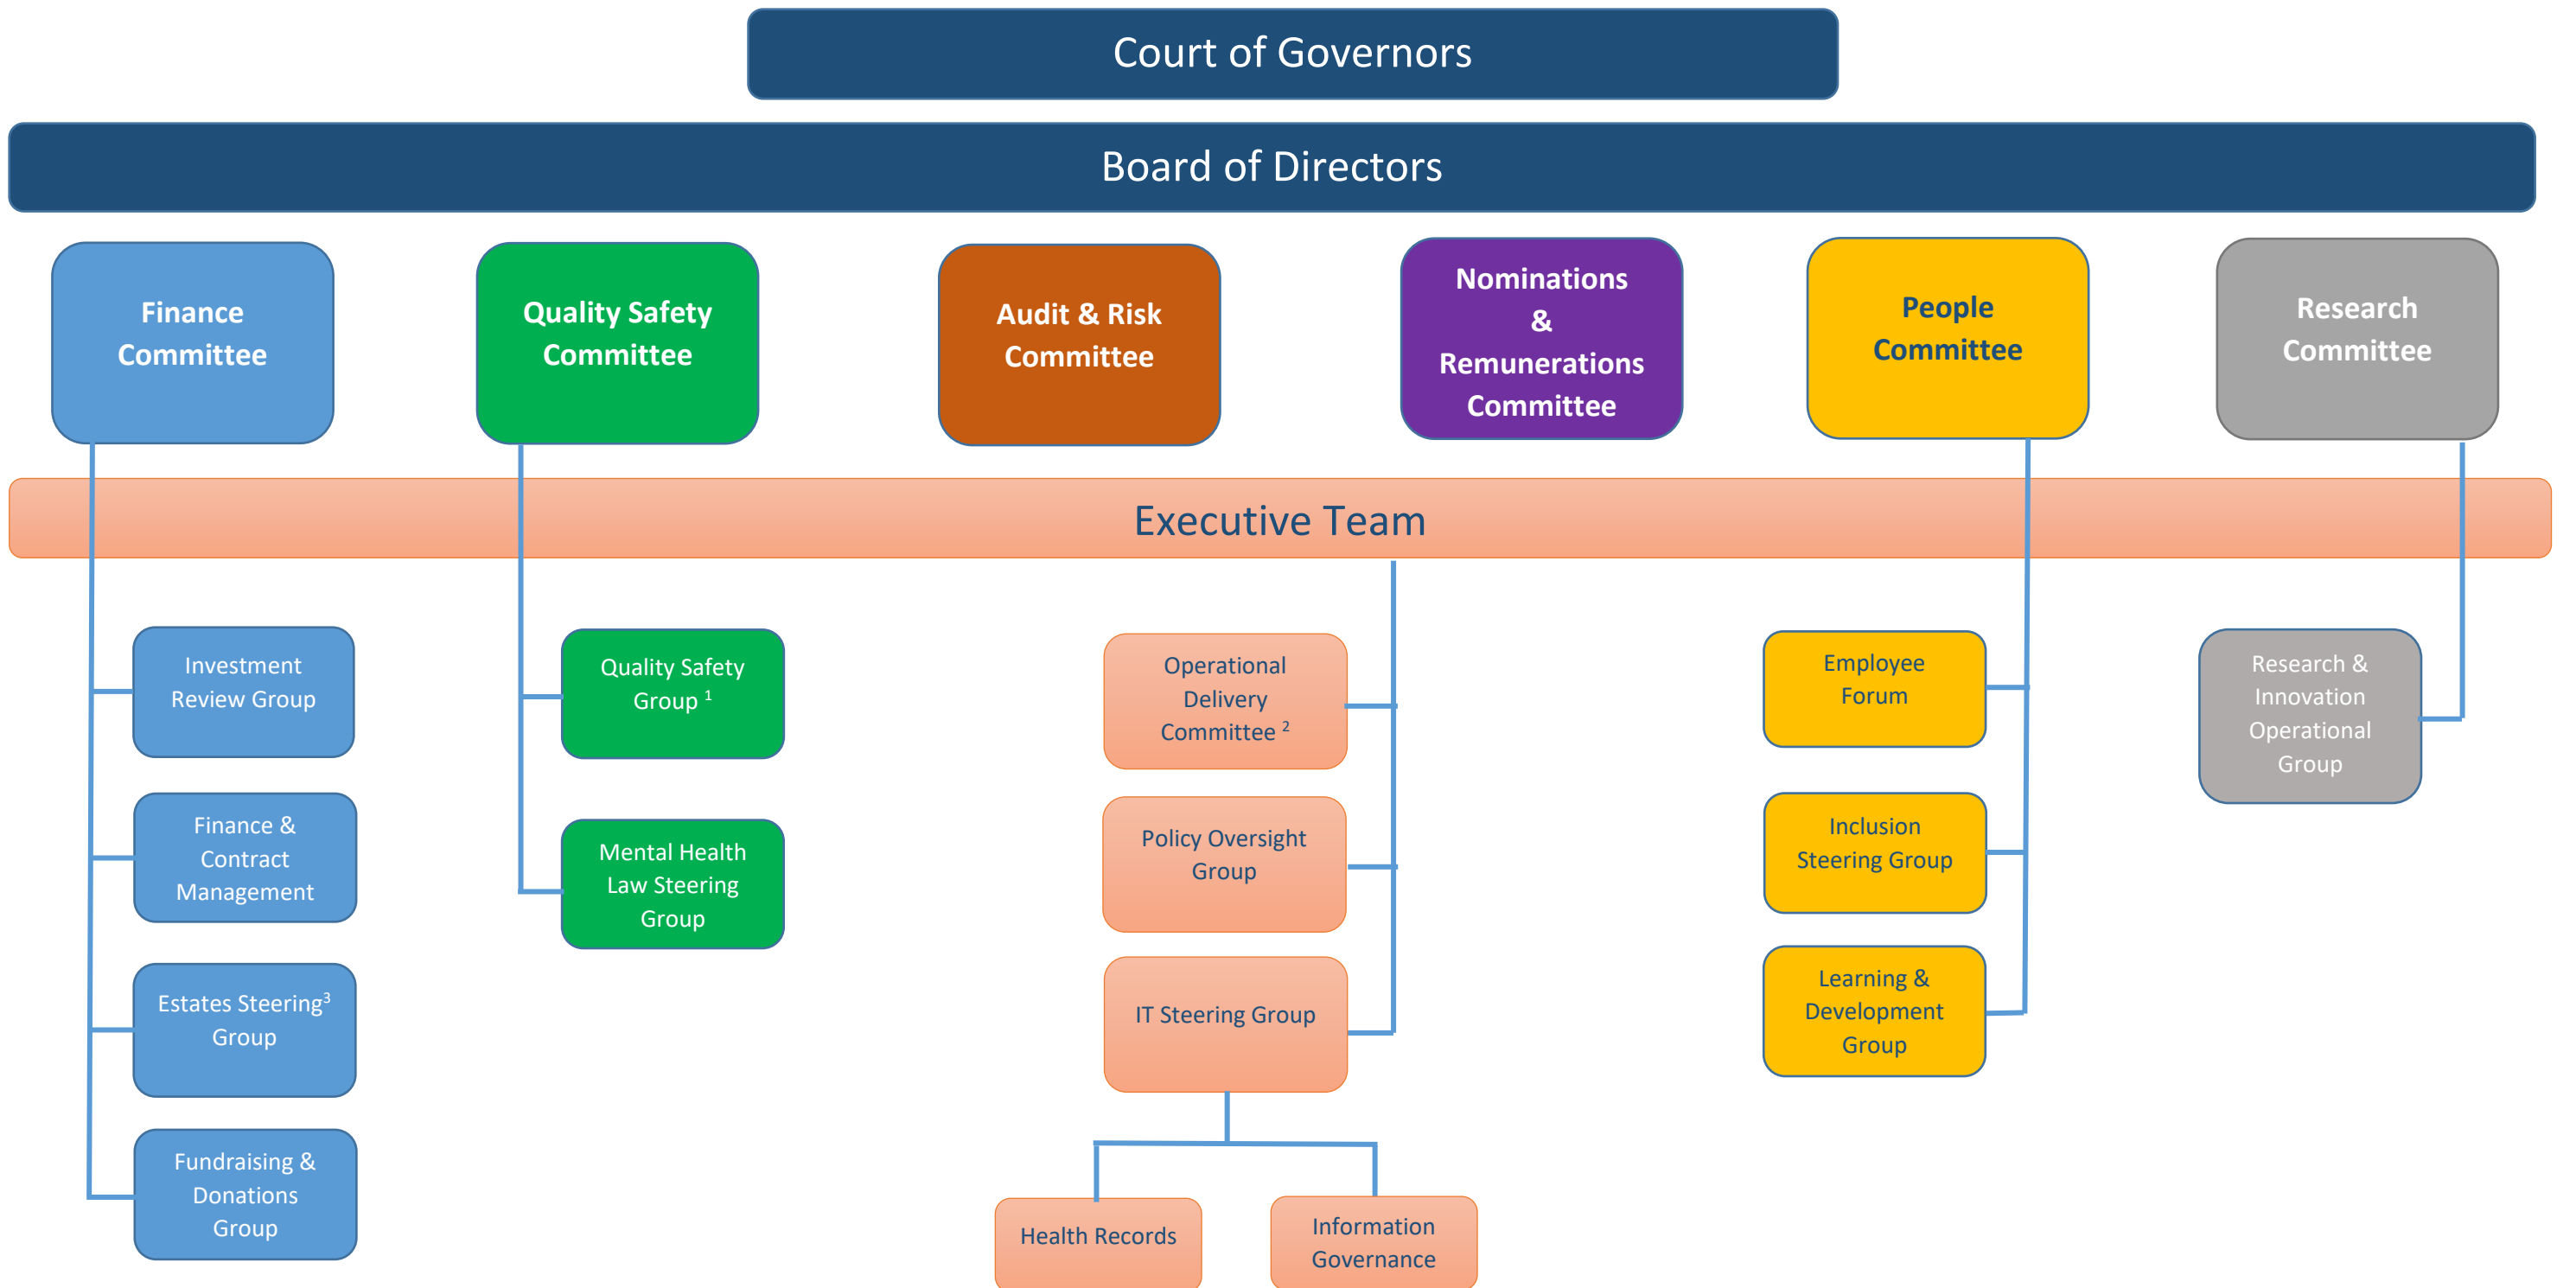 Court of Governors
Board of Directors
Finance
Committee
Quality Safety
Committee
Audit & Risk
Committee
Nominations
&
Remunerations
Committee
People
Committee
Research
Committee
Executive Team
Investment
Review Group
Finance &
Contract
Management
Estates Steering³
Group
Fundraising &
Donations
Group
Quality Safety
Group ¹
Mental Health
Law Steering
Group
Operational
Delivery
Committee ²
Policy Oversight
Group
IT Steering Group
Health Records
Information
Governance
Employee
Forum
Inclusion
Steering Group
Learning &
Development
Group
Research &
Innovation
Operational
Group